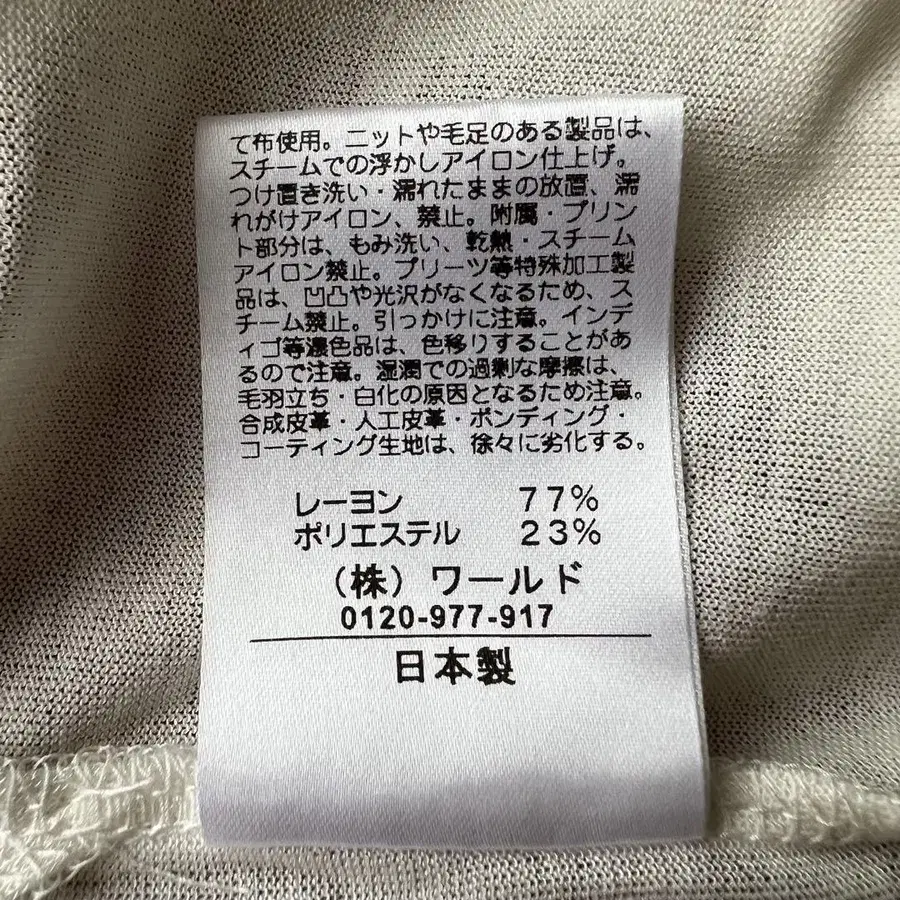 て布使用。ニットや毛足のある製品は、
スチームでの浮かしアイロン仕上げ。
つけ置き洗い・濡れたままの放置、濡
れがけアイロン、禁止。附属・プリン
ト部分は、もみ洗い、乾熱・スチーム
アイロン禁止。プリーツ等特殊加工製
品は、凹凸や光沢がなくなるため、ス
チーム禁止。引っかけに注意。インデ
ィゴ等濃色品は、色移りすることがあ
るので注意。湿潤での過剰な摩擦は、
毛羽立ち・白化の原因となるため注意。
合成皮革・人工皮革・ボンディング・
コーティング生地は、徐々に劣化する。
レーヨン 77%
ポリエステル 23%
(株)ワールド
0120-977-917
日本製